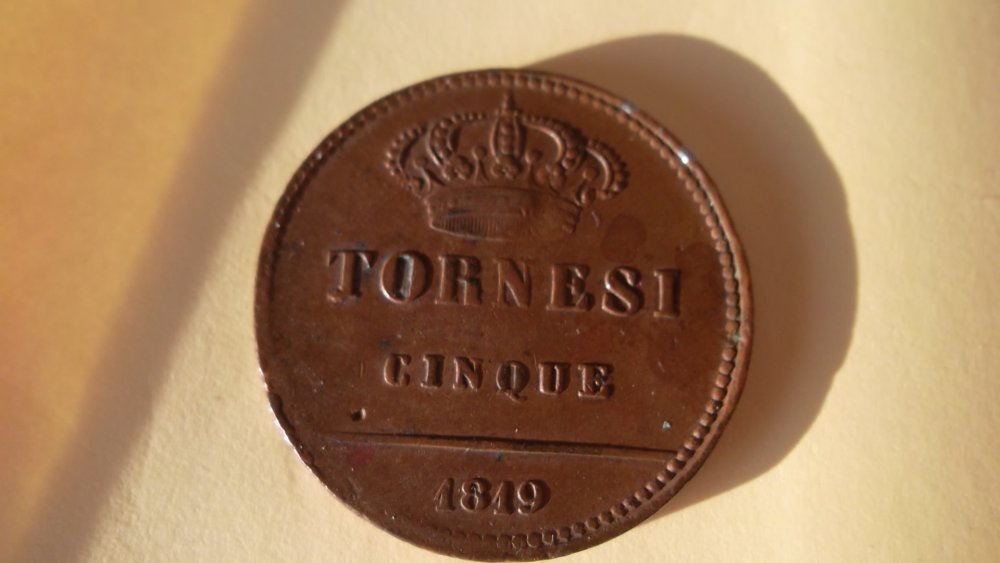 TORNESI
CINQUE
1819